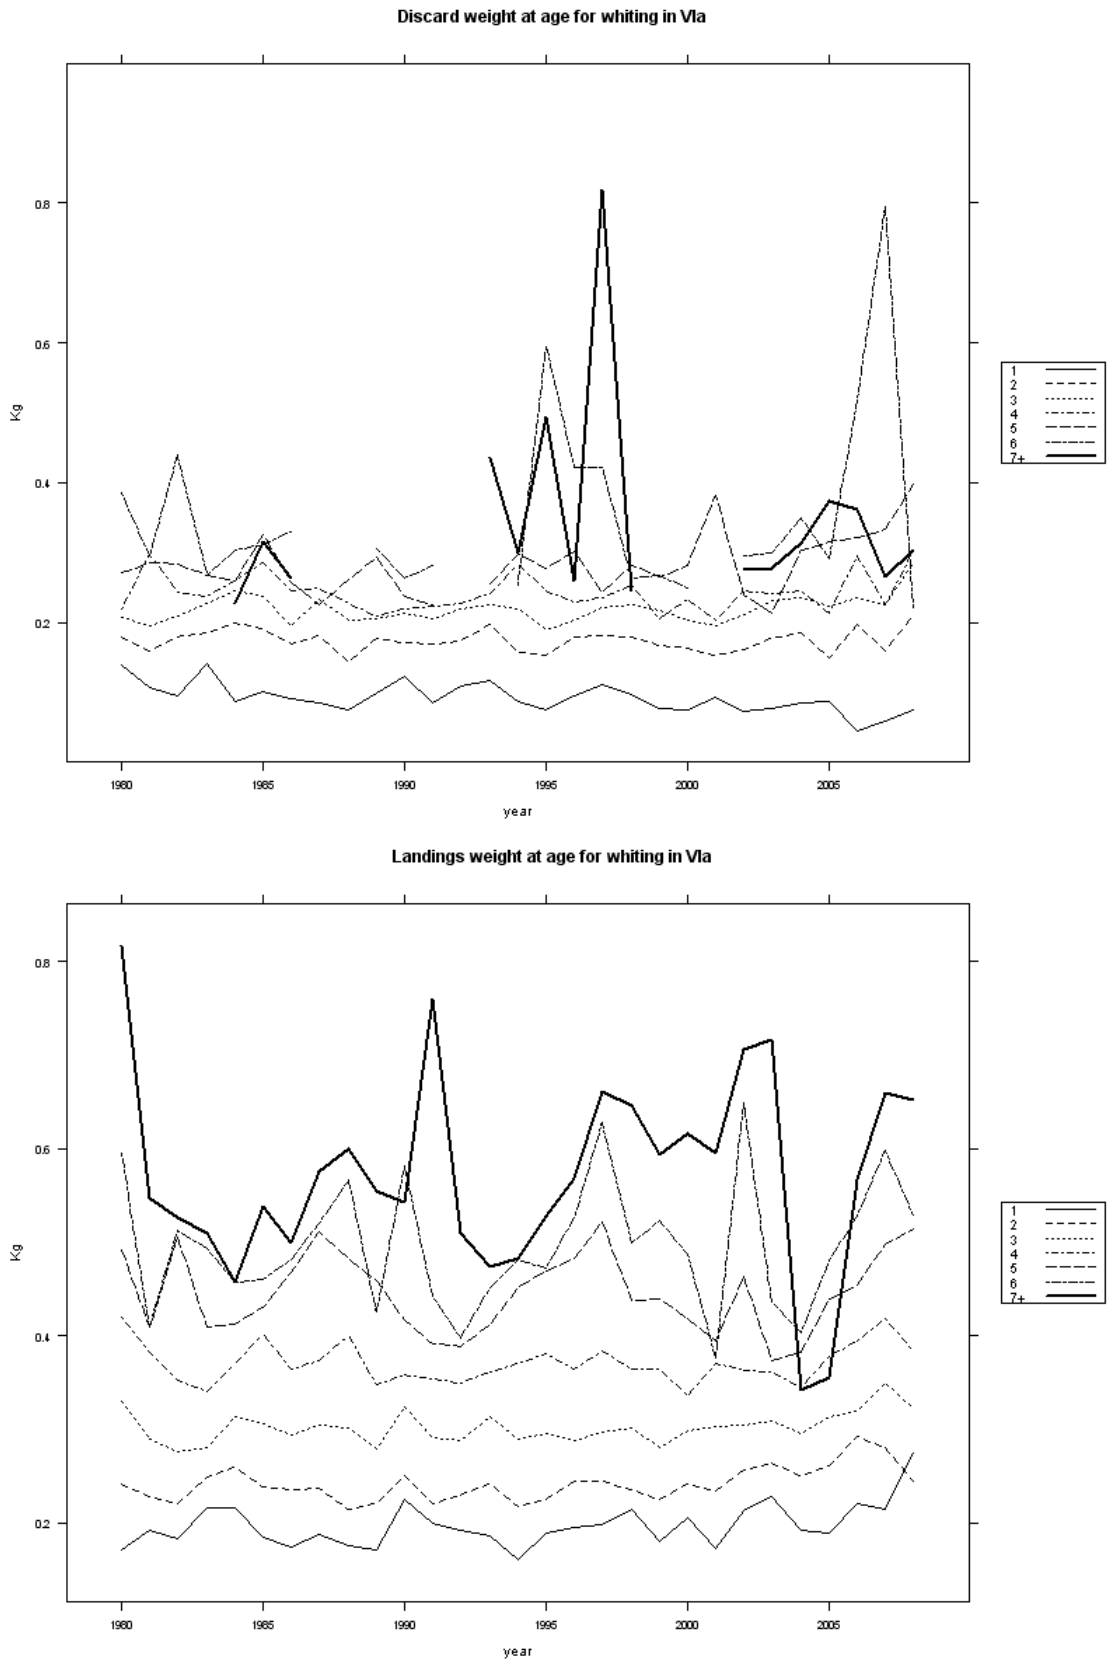 Discard weight at age for whiting in VIa
0.8
0.6
0.4
0.2
Kg
1980 1985 1990 1995 2000 2005
year
1
2
3
4
5
6
7+
Landings weight at age for whiting in VIa
0.8
0.6
0.4
0.2
Kg
1980 1985 1990 1995 2000 2005
year
1
2
3
4
5
6
7+